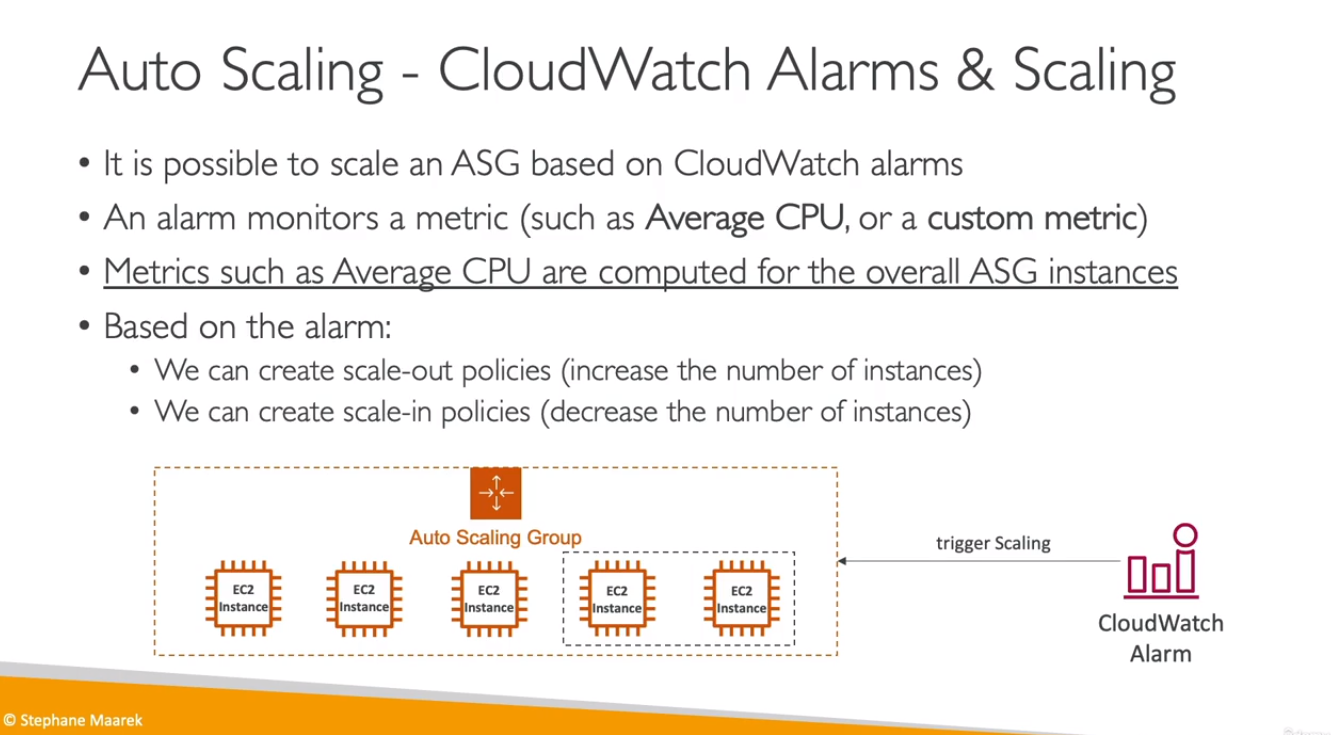 Auto Scaling - CloudWatch Alarms & Scaling
• It is possible to scale an ASG based on CloudWatch alarms
• An alarm monitors a metric (such as Average CPU, or a custom metric)
• Metrics such as Average CPU are computed for the overall ASG instances
• Based on the alarm:
• We can create scale-out policies (increase the number of instances)
• We can create scale-in policies (decrease the number of instances)
Auto Scaling Group
EC2
Instance
EC2
Instance
EC2
Instance
EC2
Instance
EC2
Instance
trigger Scaling
CloudWatch
Alarm
© Stephane Maarek